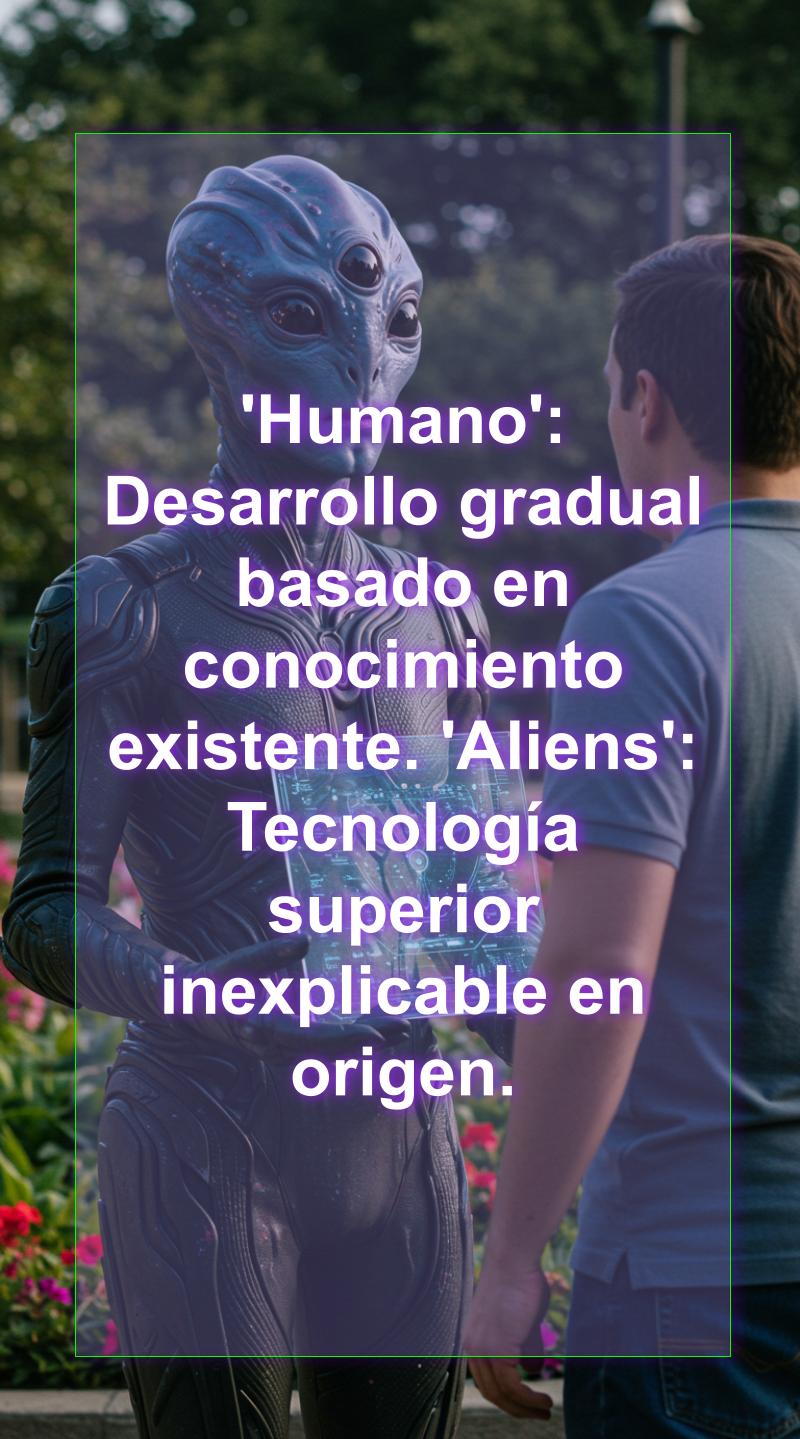 'Humano':
Desarrollo gradual
basado en
conocimiento
existente. 'Aliens':
Tecnología
superior
inexplicable en
origen.